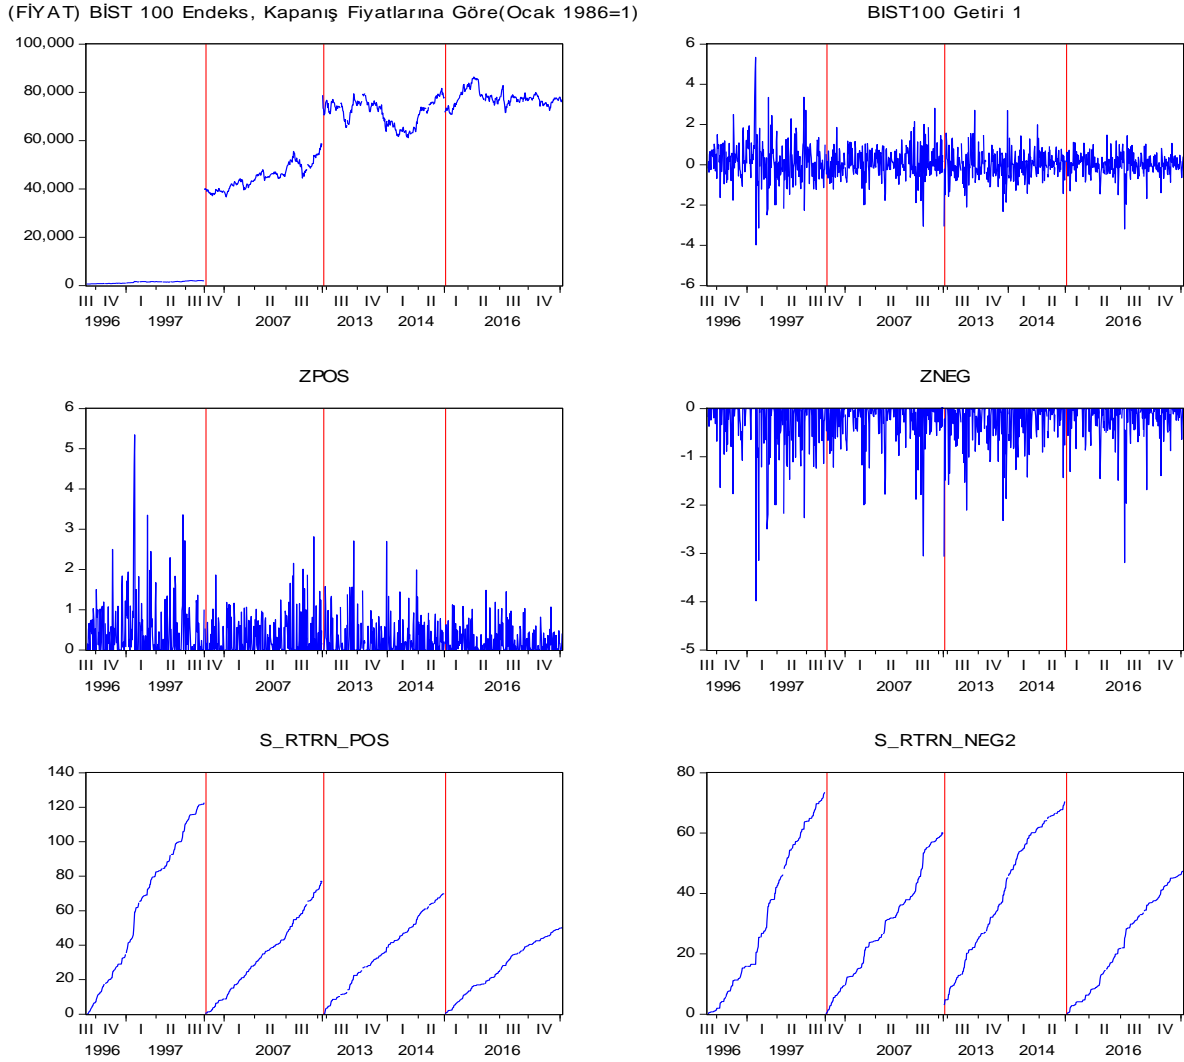 (FİYAT) BİST 100 Endeks, Kapanış Fiyatlarına Göre(Ocak 1986=1)
100,000
80,000
60,000
40,000
20,000
0
III IV I II III IV I II III III IV I II I II III IV
1996 1997 2007 2013 2014 2016
BIST100 Getiri 1
6
4
2
0
-2
-4
-6
III IV I II III IV I II III III IV I II I II III IV
1996 1997 2007 2013 2014 2016
ZPOS
6
5
4
3
2
1
0
III IV I II III IV I II III III IV I II I II III IV
1996 1997 2007 2013 2014 2016
ZNEG
0
-1
-2
-3
-4
-5
III IV I II III IV I II III III IV I II I II III IV
1996 1997 2007 2013 2014 2016
S_RTRN_POS
140
120
100
80
60
40
20
0
III IV I II III IV I II III III IV I II I II III IV
1996 1997 2007 2013 2014 2016
S_RTRN_NEG2
80
60
40
20
0
III IV I II III IV I II III III IV I II I II III IV
1996 1997 2007 2013 2014 2016